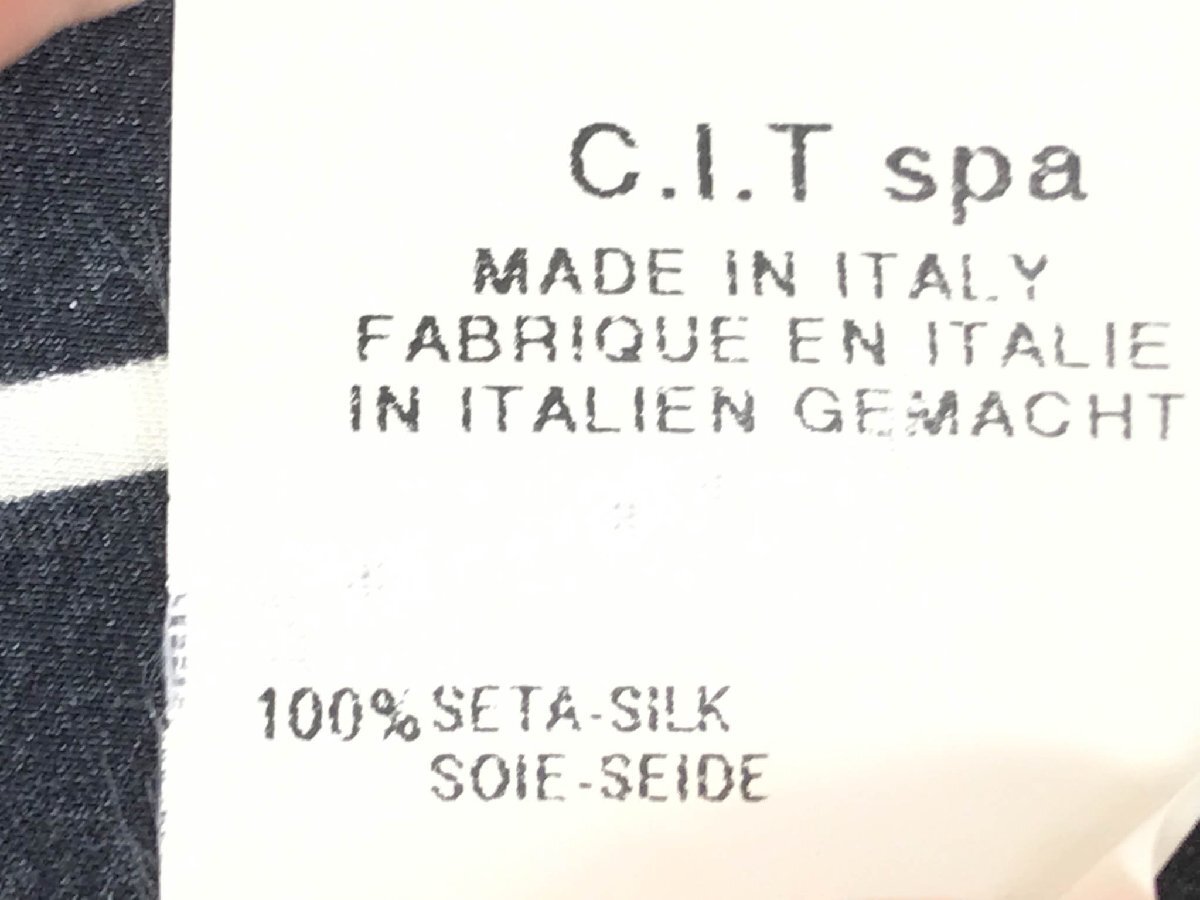 C.I.T spa
MADE IN ITALY
FABRIQUE EN ITALIE
IN ITALIEN GEMACHT
100% SETA-SILK
SOIE-SEIDE